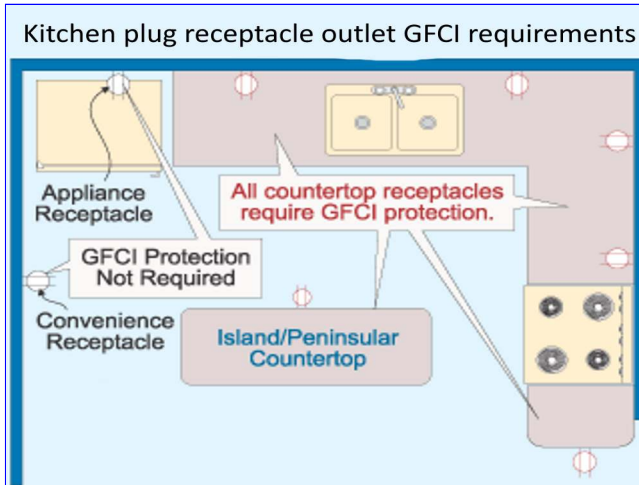 Kitchen plug receptacle outlet GFCI requirements
Appliance
Receptacle
All countertop receptacles
require GFCI protection.
GFCI Protection
Not Required
Convenience
Receptacle
Island/Peninsular
Countertop